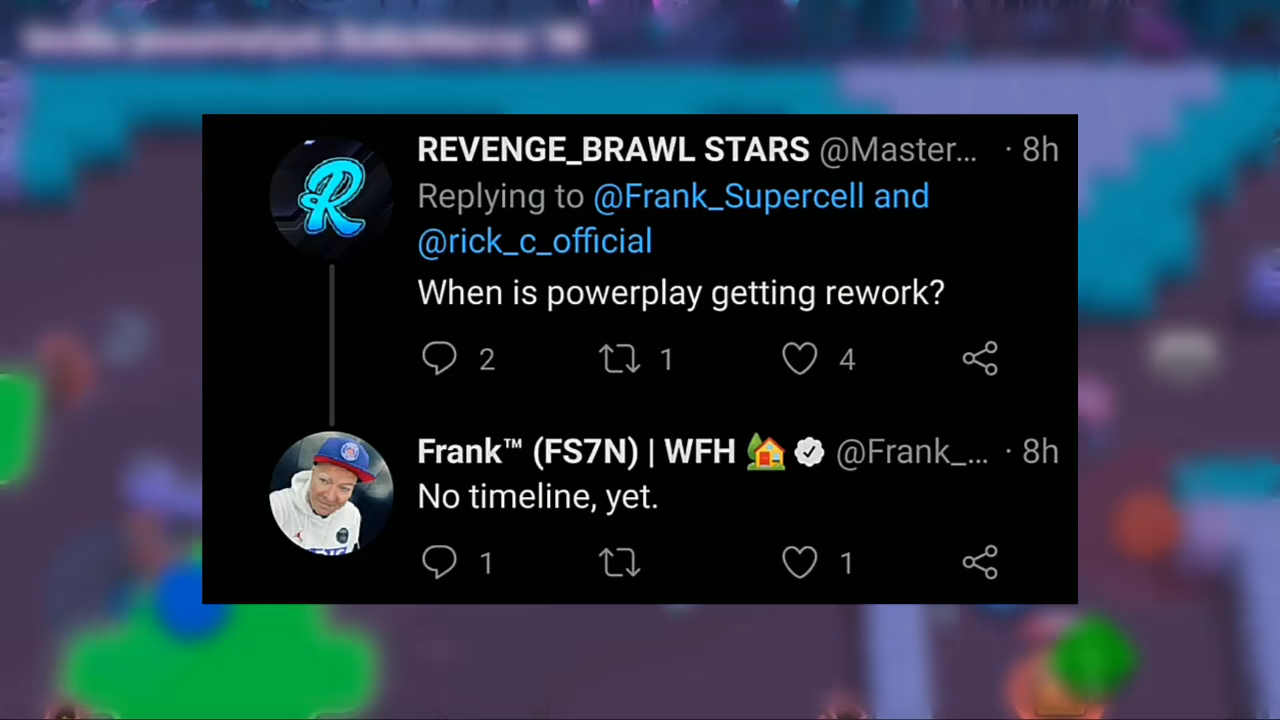 REVENGE_BRAWL STARS @Master... · 8h
Replying to @Frank_Supercell and
@rick_c_official
When is powerplay getting rework?
2 1 4
Frank™ (FS7N) | WFH 🏡 @Frank_... · 8h
No timeline, yet.
1 1